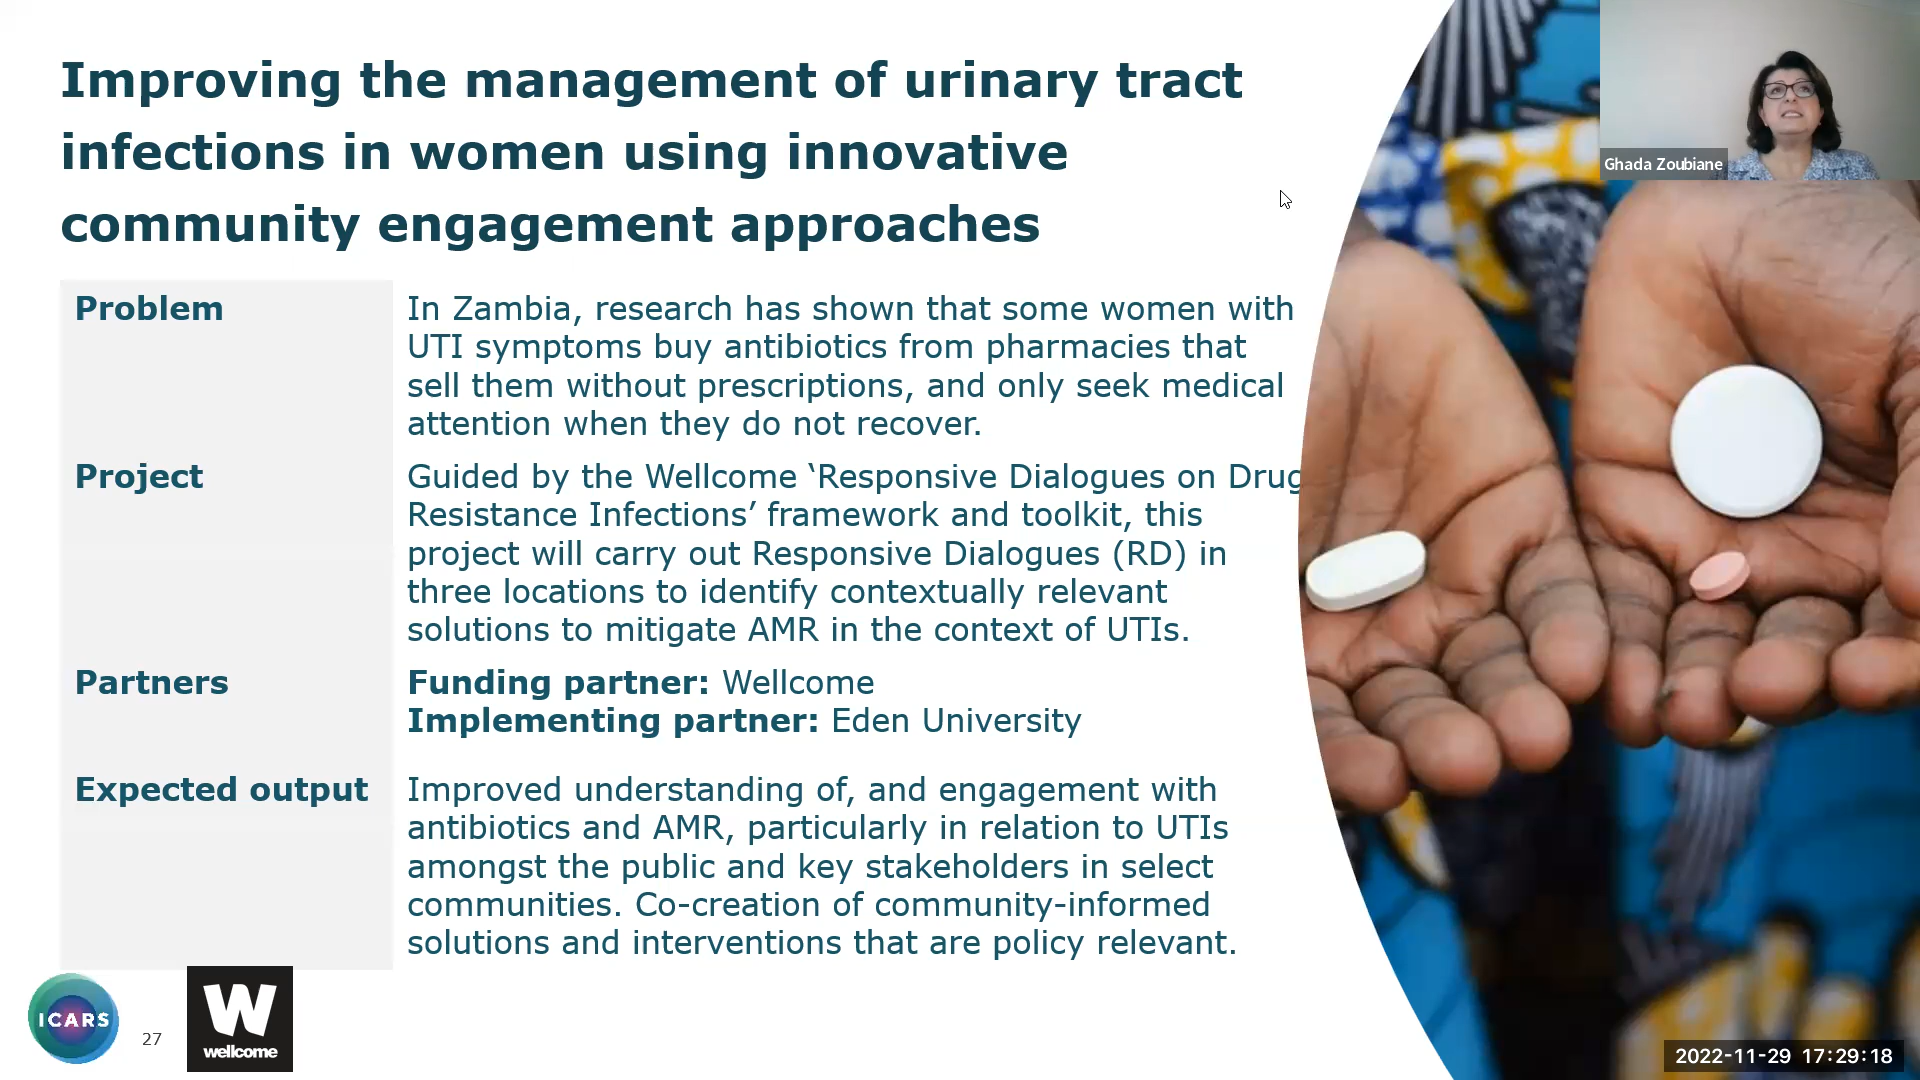 Improving the management of urinary tract
infections in women using innovative
community engagement approaches
Ghada Zoubiane
Problem
In Zambia, research has shown that some women with
UTI symptoms buy antibiotics from pharmacies that
sell them without prescriptions, and only seek medical
attention when they do not recover.
Project
Guided by the Wellcome ‘Responsive Dialogues on Drug
Resistance Infections’ framework and toolkit, this
project will carry out Responsive Dialogues (RD) in
three locations to identify contextually relevant
solutions to mitigate AMR in the context of UTIs.
Partners
Funding partner: Wellcome
Implementing partner: Eden University
Expected output
Improved understanding of, and engagement with
antibiotics and AMR, particularly in relation to UTIs
amongst the public and key stakeholders in select
communities. Co-creation of community-informed
solutions and interventions that are policy relevant.
ICARS
27
W
wellcome
2022-11-29 17:29:18